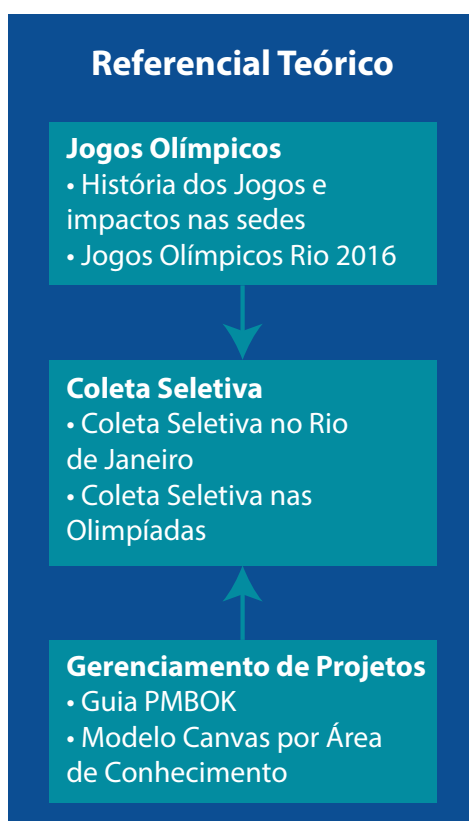 Referencial Teórico
Jogos Olímpicos
• História dos Jogos e
impactos nas sedes
• Jogos Olímpicos Rio 2016
Coleta Seletiva
• Coleta Seletiva no Rio
de Janeiro
• Coleta Seletiva nas
Olimpíadas
Gerenciamento de Projetos
• Guia PMBOK
• Modelo Canvas por Área
de Conhecimento